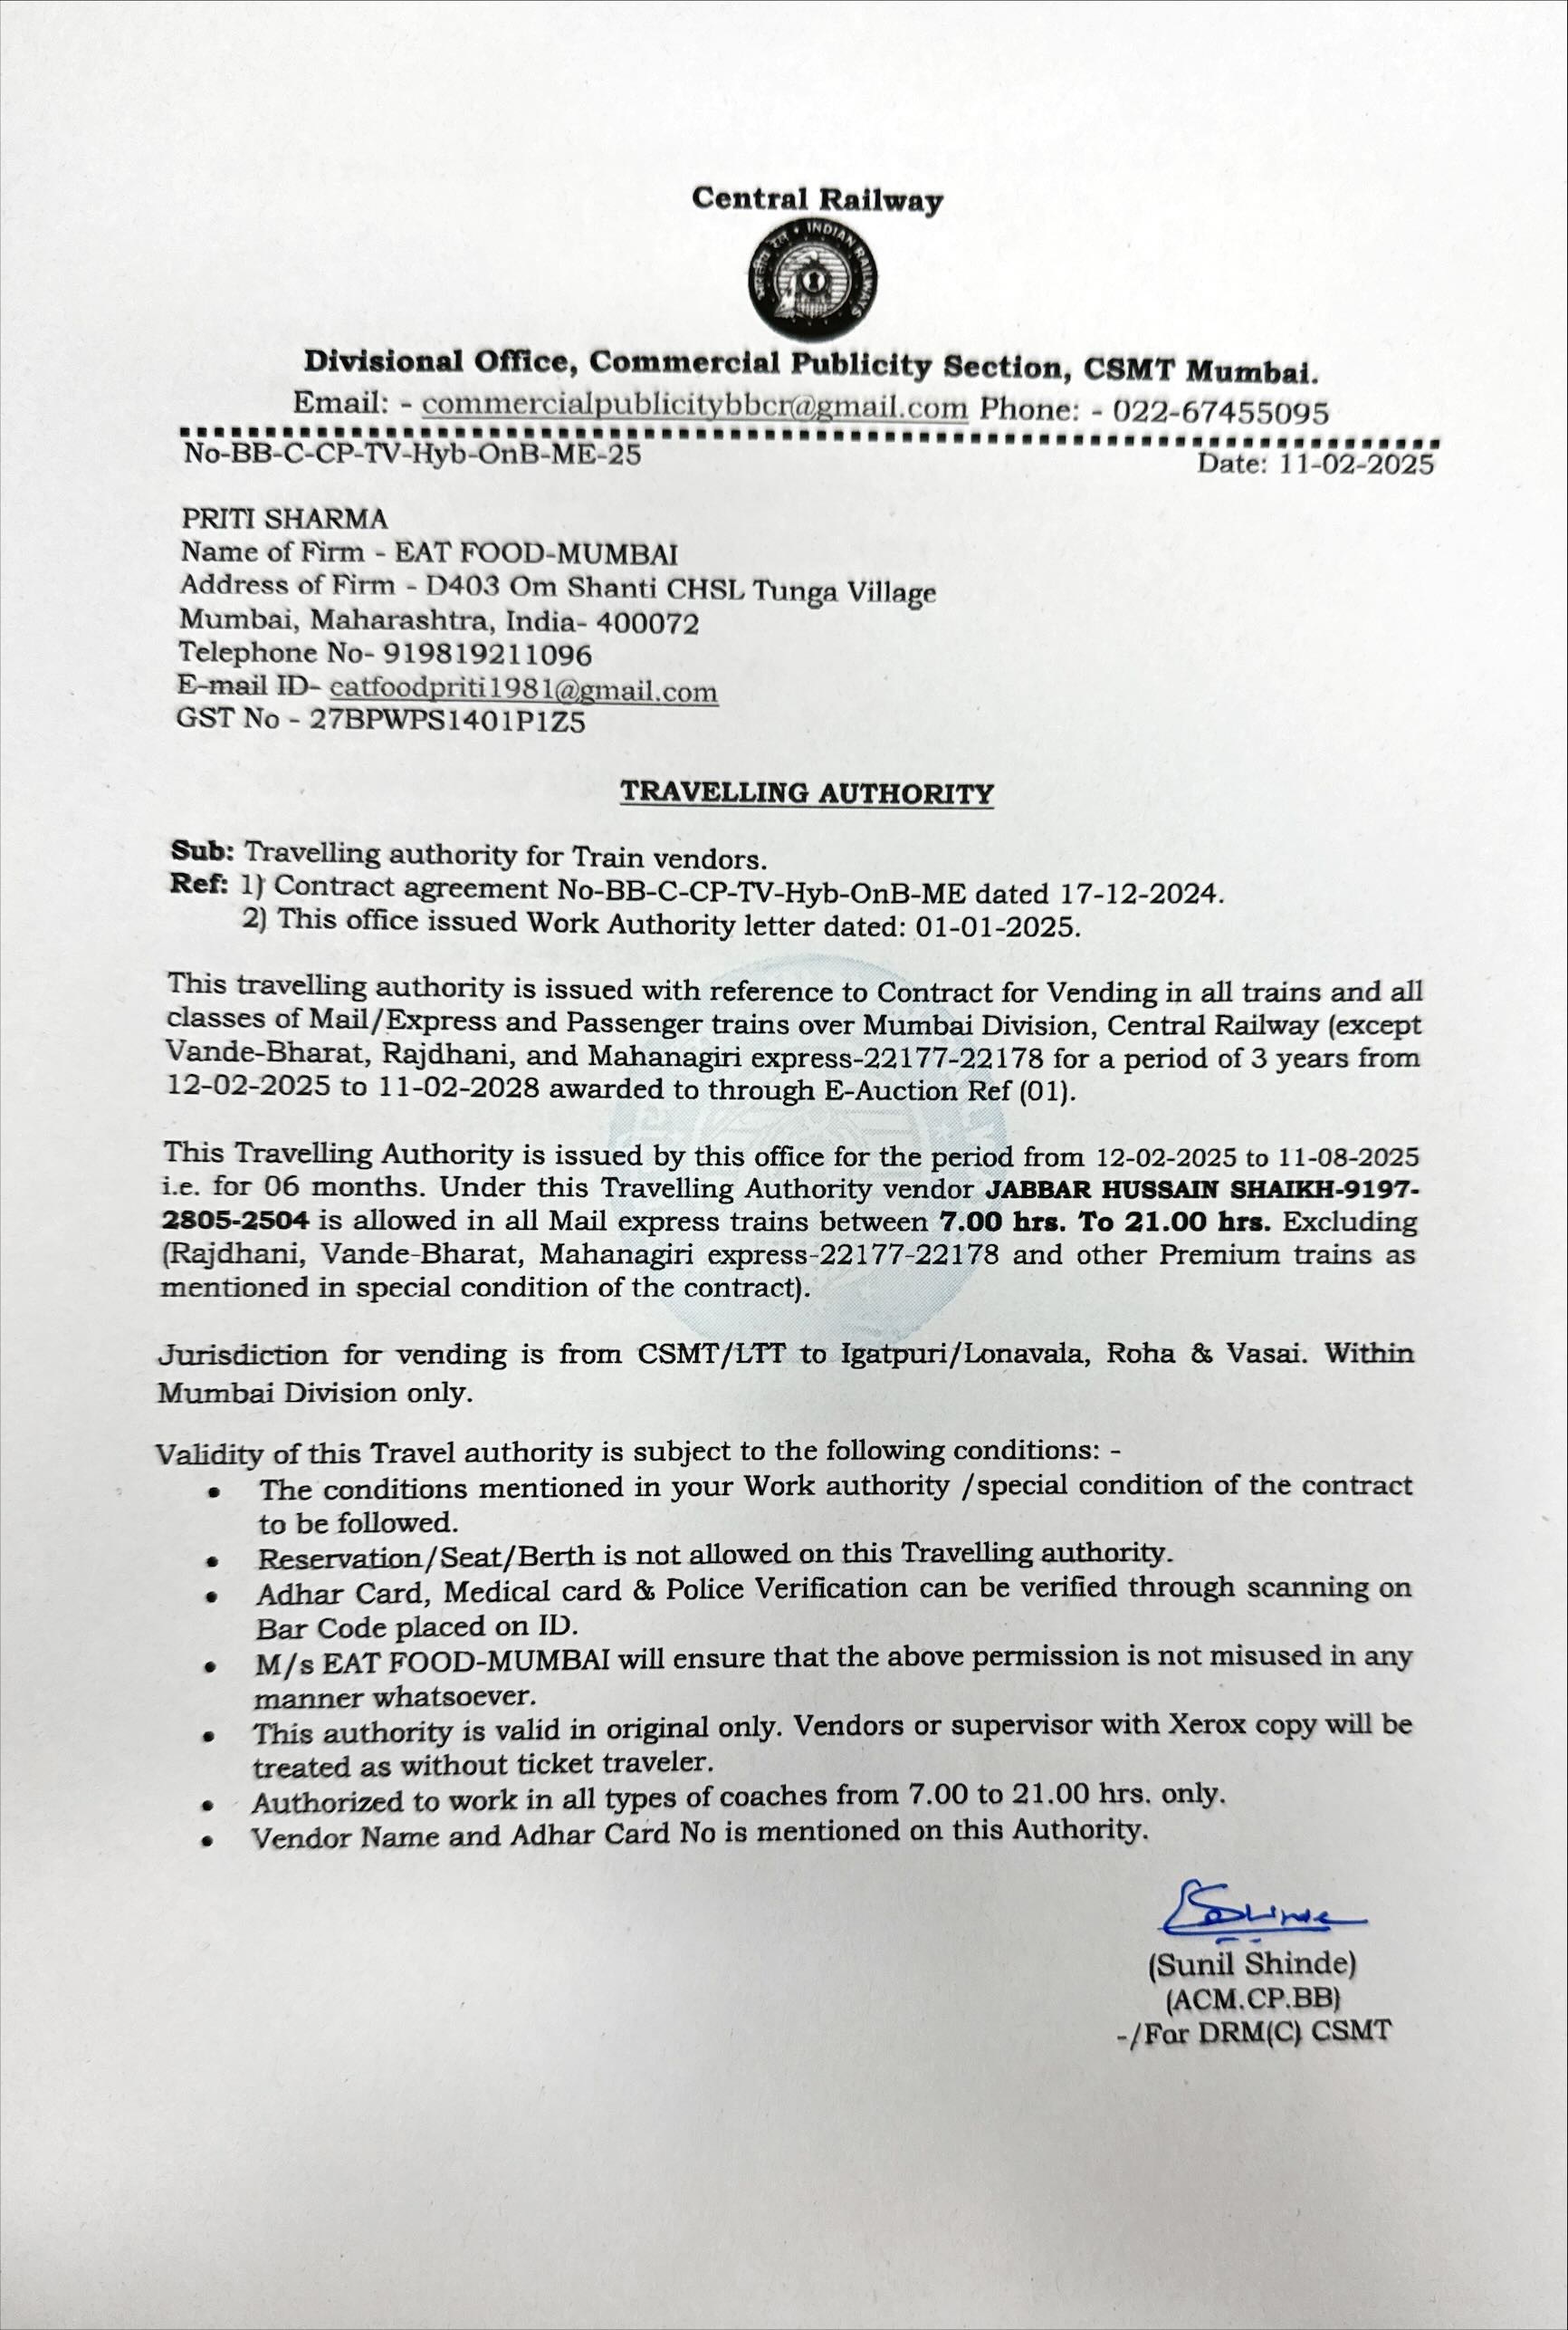 Central Railway
भारतीय रेल * INDIAN RAILWAYS
Divisional Office, Commercial Publicity Section, CSMT Mumbai.
Email: - commercialpublicitybbcr@gmail.com Phone: - 022-67455095
No-BB-C-CP-TV-Hyb-OnB-ME-25 Date: 11-02-2025
PRITI SHARMA
Name of Firm - EAT FOOD-MUMBAI
Address of Firm - D403 Om Shanti CHSL Tunga Village
Mumbai, Maharashtra, India- 400072
Telephone No- 919819211096
E-mail ID- eatfoodpriti1981@gmail.com
GST No - 27BPWPS1401P1Z5
TRAVELLING AUTHORITY
Sub: Travelling authority for Train vendors.
Ref: 1) Contract agreement No-BB-C-CP-TV-Hyb-OnB-ME dated 17-12-2024.
2) This office issued Work Authority letter dated: 01-01-2025.
This travelling authority is issued with reference to Contract for Vending in all trains and all
classes of Mail/Express and Passenger trains over Mumbai Division, Central Railway (except
Vande-Bharat, Rajdhani, and Mahanagiri express-22177-22178 for a period of 3 years from
12-02-2025 to 11-02-2028 awarded to through E-Auction Ref (01).
This Travelling Authority is issued by this office for the period from 12-02-2025 to 11-08-2025
i.e. for 06 months. Under this Travelling Authority vendor JABBAR HUSSAIN SHAIKH-9197-
2805-2504 is allowed in all Mail express trains between 7.00 hrs. To 21.00 hrs. Excluding
(Rajdhani, Vande-Bharat, Mahanagiri express-22177-22178 and other Premium trains as
mentioned in special condition of the contract).
Jurisdiction for vending is from CSMT/LTT to Igatpuri/Lonavala, Roha & Vasai. Within
Mumbai Division only.
Validity of this Travel authority is subject to the following conditions: -
• The conditions mentioned in your Work authority /special condition of the contract
to be followed.
• Reservation/Seat/Berth is not allowed on this Travelling authority.
• Adhar Card, Medical card & Police Verification can be verified through scanning on
Bar Code placed on ID.
• M/s EAT FOOD-MUMBAI will ensure that the above permission is not misused in any
manner whatsoever.
• This authority is valid in original only. Vendors or supervisor with Xerox copy will be
treated as without ticket traveler.
• Authorized to work in all types of coaches from 7.00 to 21.00 hrs. only.
• Vendor Name and Adhar Card No is mentioned on this Authority.
(Sunil Shinde)
(ACM.CP.BB)
-/For DRM(C) CSMT